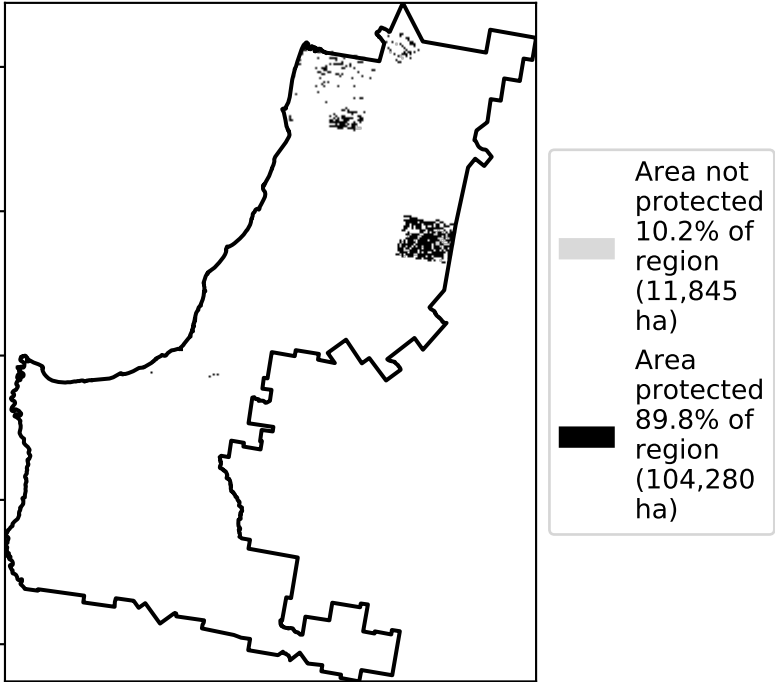 Area not
protected
10.2% of
region
(11,845
ha)
Area
protected
89.8% of
region
(104,280
ha)